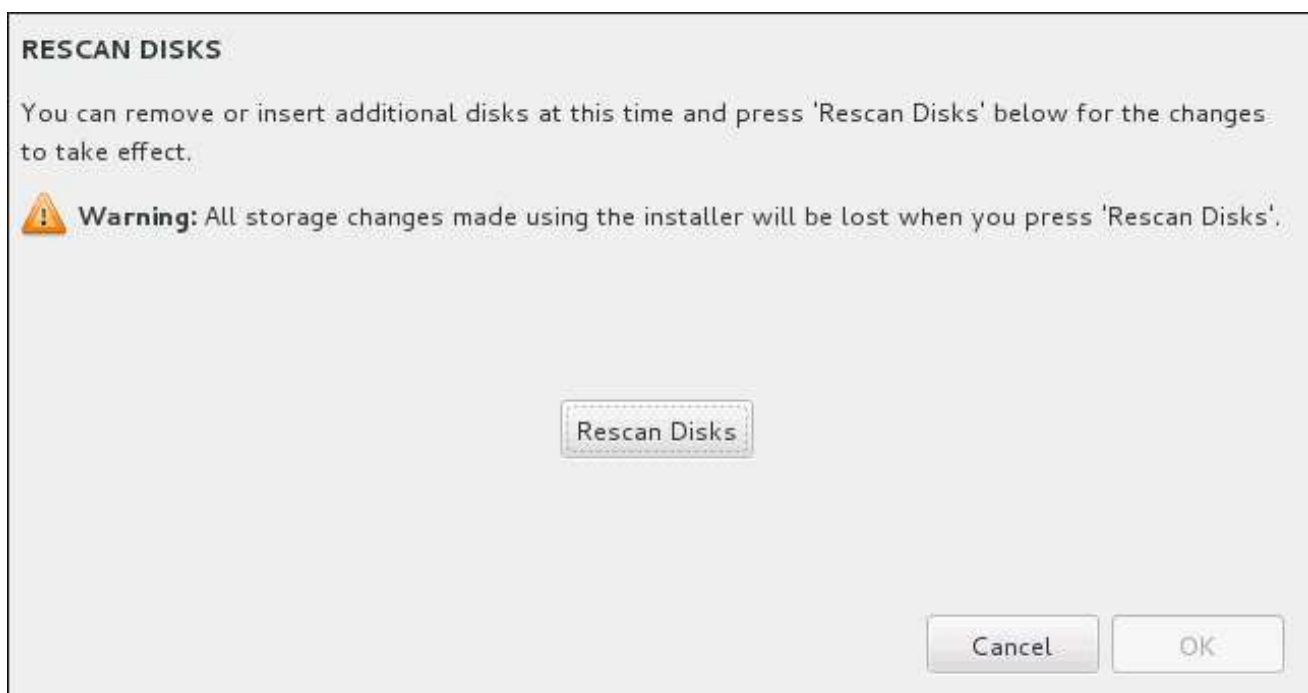 RESCAN DISKS
You can remove or insert additional disks at this time and press 'Rescan Disks' below for the changes
to take effect.
Warning: All storage changes made using the installer will be lost when you press 'Rescan Disks'.
Rescan Disks
Cancel
OK